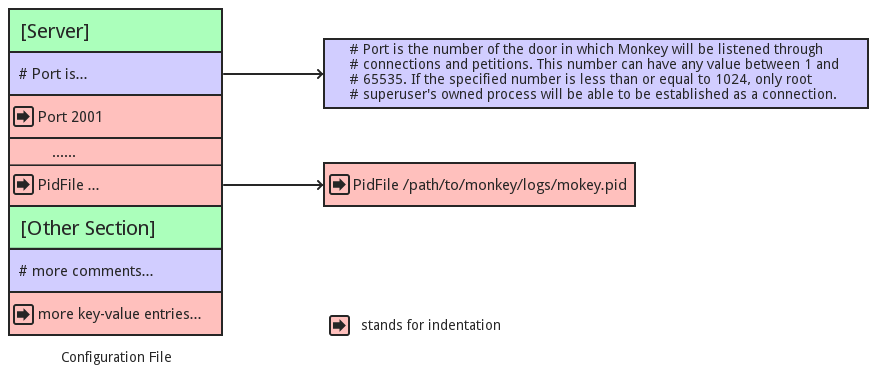 [Server]
# Port is...
# Port is the number of the door in which Monkey will be listened through
# connections and petitions. This number can have any value between 1 and
# 65535. If the specified number is less than or equal to 1024, only root
# superuser's owned process will be able to be established as a connection.
Port 2001
......
PidFile ...
PidFile /path/to/monkey/logs/mokey.pid
[Other Section]
# more comments...
more key-value entries...
stands for indentation
Configuration File